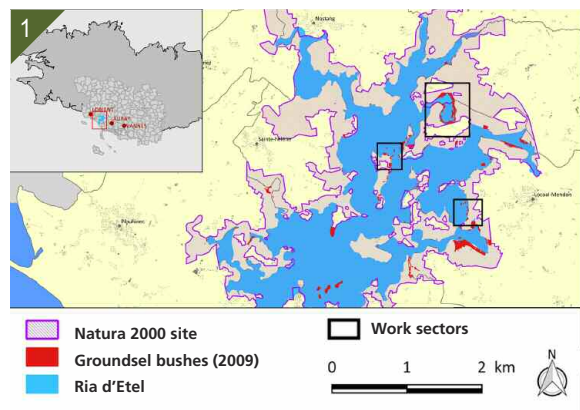 1
Nostang
LORIENT
AURAY
VANNES
Sainte-Hélène
Locoal-Mendon
Plouhinec
Natura 2000 site
Work sectors
Groundsel bushes (2009)
Ria d'Etel
0 1 2 km
N